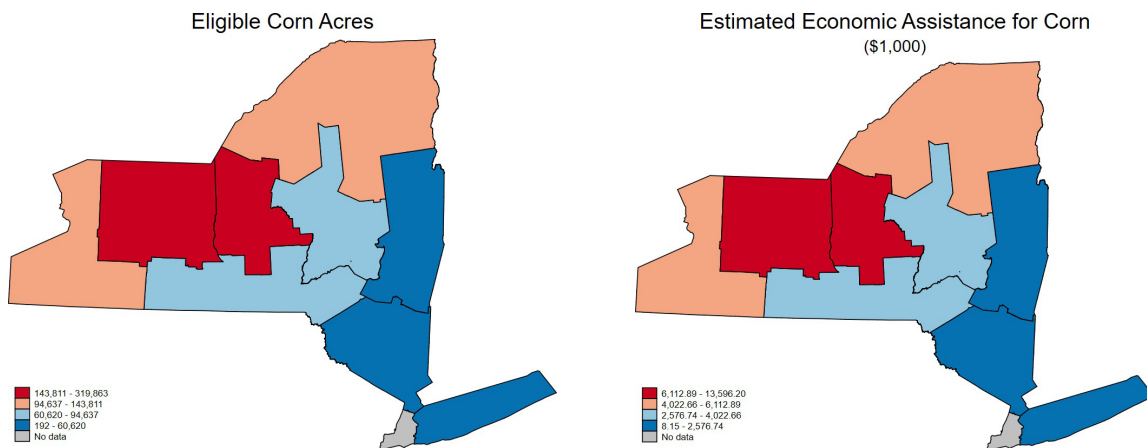 Eligible Corn Acres
143,811 - 319,863
94,637 - 143,811
60,620 - 94,637
192 - 60,620
No data
Estimated Economic Assistance for Corn
($1,000)
6,112.89 - 13,596.20
4,022.66 - 6,112.89
2,576.74 - 4,022.66
8.15 - 2,576.74
No data